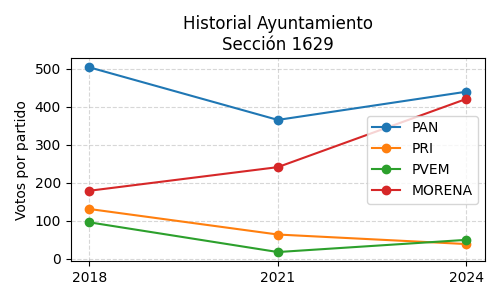 Historial Ayuntamiento
Sección 1629
Votos por partido
500
400
300
200
100
0
2018
2021
2024
PAN
PRI
PVEM
MORENA